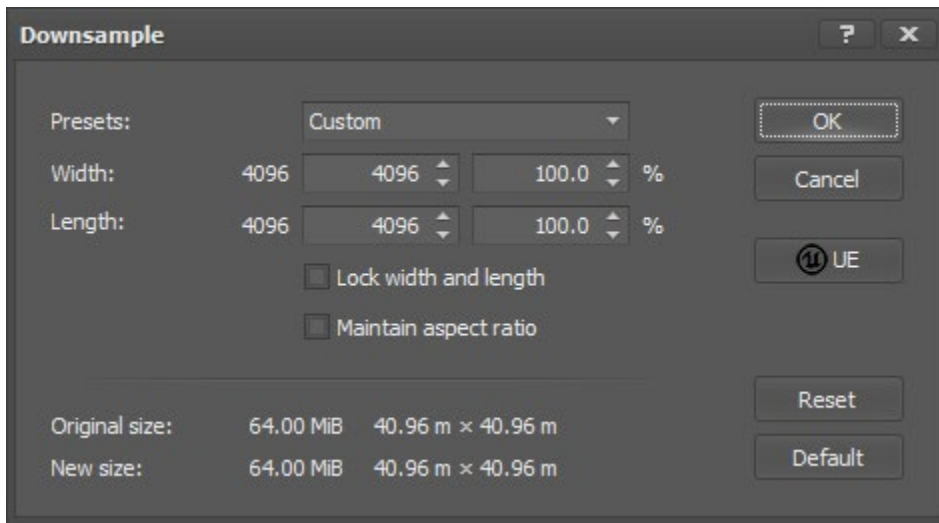 Downsample
Presets: Custom OK
Width: 4096 4096 100.0 % Cancel
Length: 4096 4096 100.0 %
UE
Lock width and length
Maintain aspect ratio
Reset
Original size: 64.00 MiB 40.96 m × 40.96 m
New size: 64.00 MiB 40.96 m × 40.96 m Default